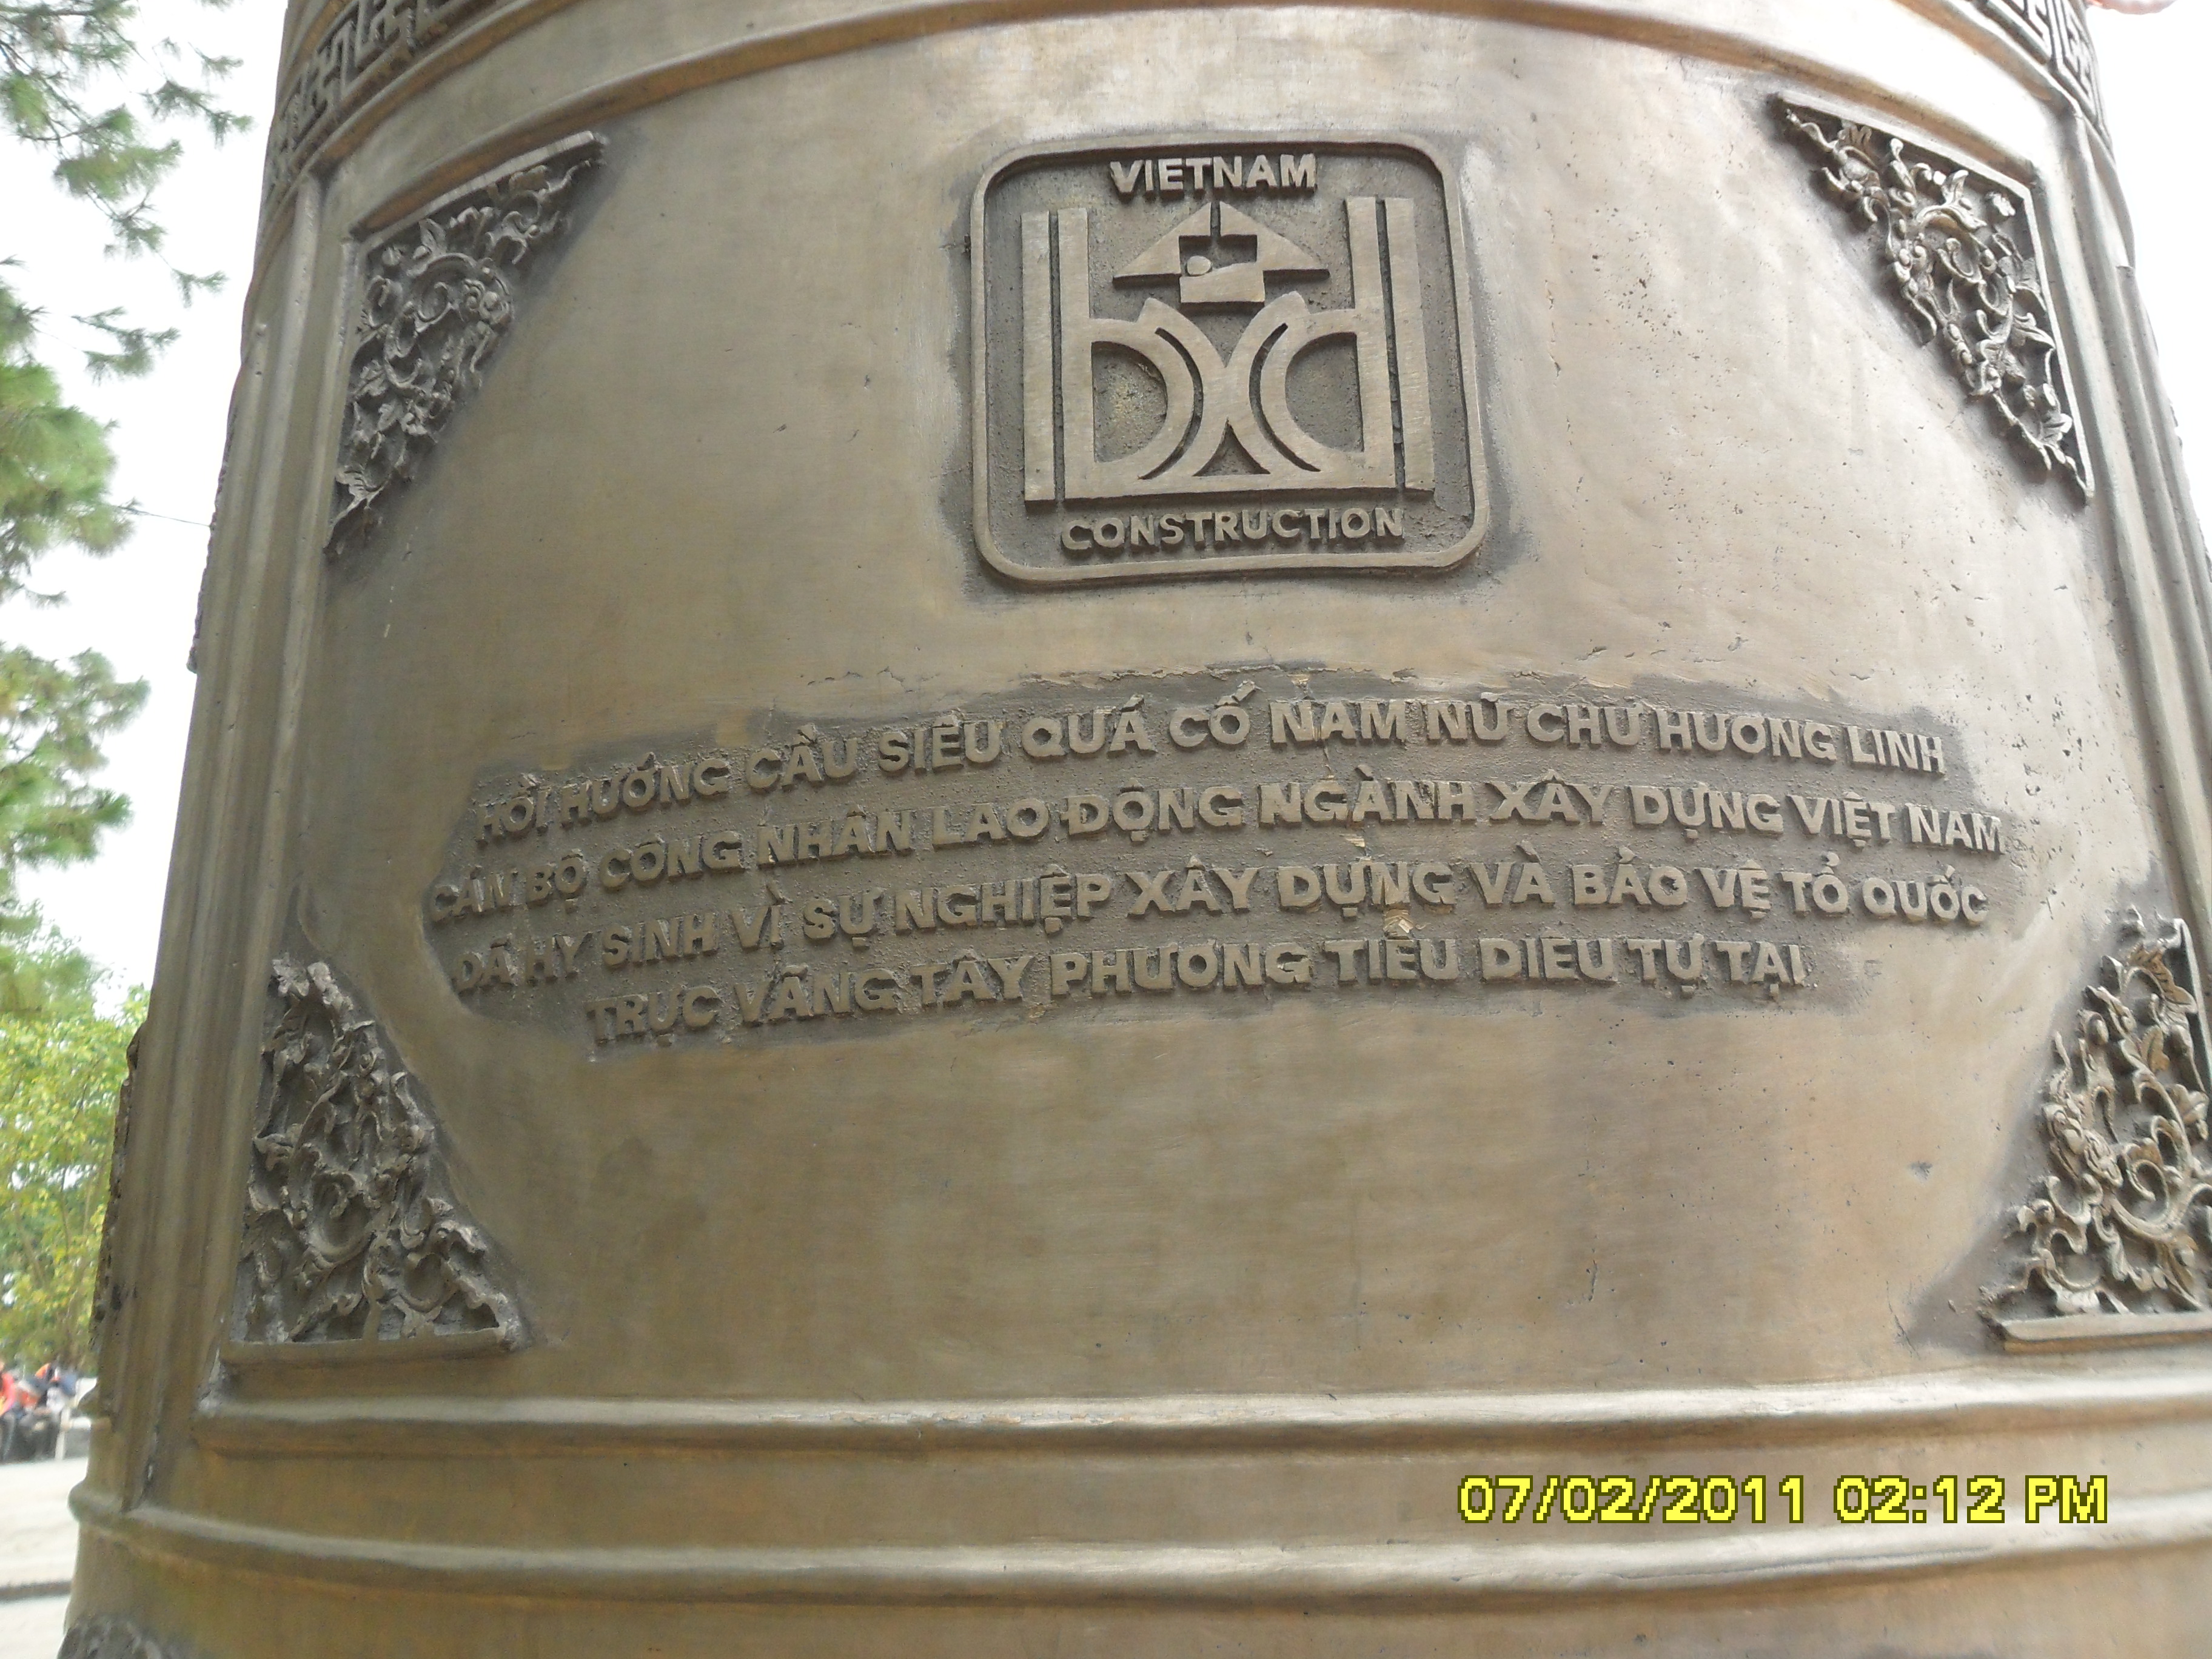 VIETNAM
bxd
CONSTRUCTION
HỒI HƯỚNG CẦU SIÊU QUÁ CỐ NAM NỮ CHƯ HƯƠNG LINH
CÁN BỘ CÔNG NHÂN LAO ĐỘNG NGÀNH XÂY DỰNG VIỆT NAM
ĐÃ HY SINH VÌ SỰ NGHIỆP XÂY DỰNG VÀ BẢO VỆ TỔ QUỐC
TRỰC VÃNG TÂY PHƯƠNG TIÊU DIÊU TỰ TẠI
07/02/2011 02:12 PM